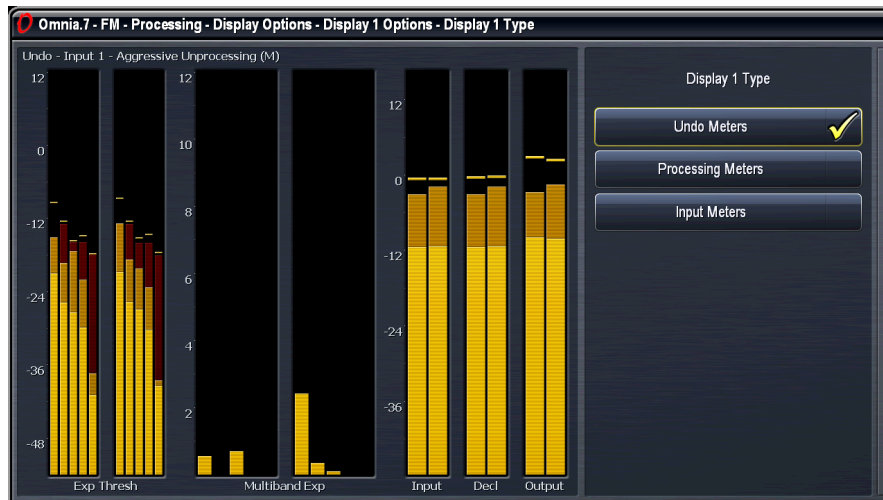 Omnia.7 - FM - Processing - Display Options - Display 1 Options - Display 1 Type
Undo - Input 1 - Aggressive Unprocessing (M)
12
0
-12
-24
-36
-48
Exp Thresh
12
10
8
6
4
2
Multiband Exp
12
0
-12
-24
-36
Input
Decl
Output
Display 1 Type
Undo Meters
Processing Meters
Input Meters